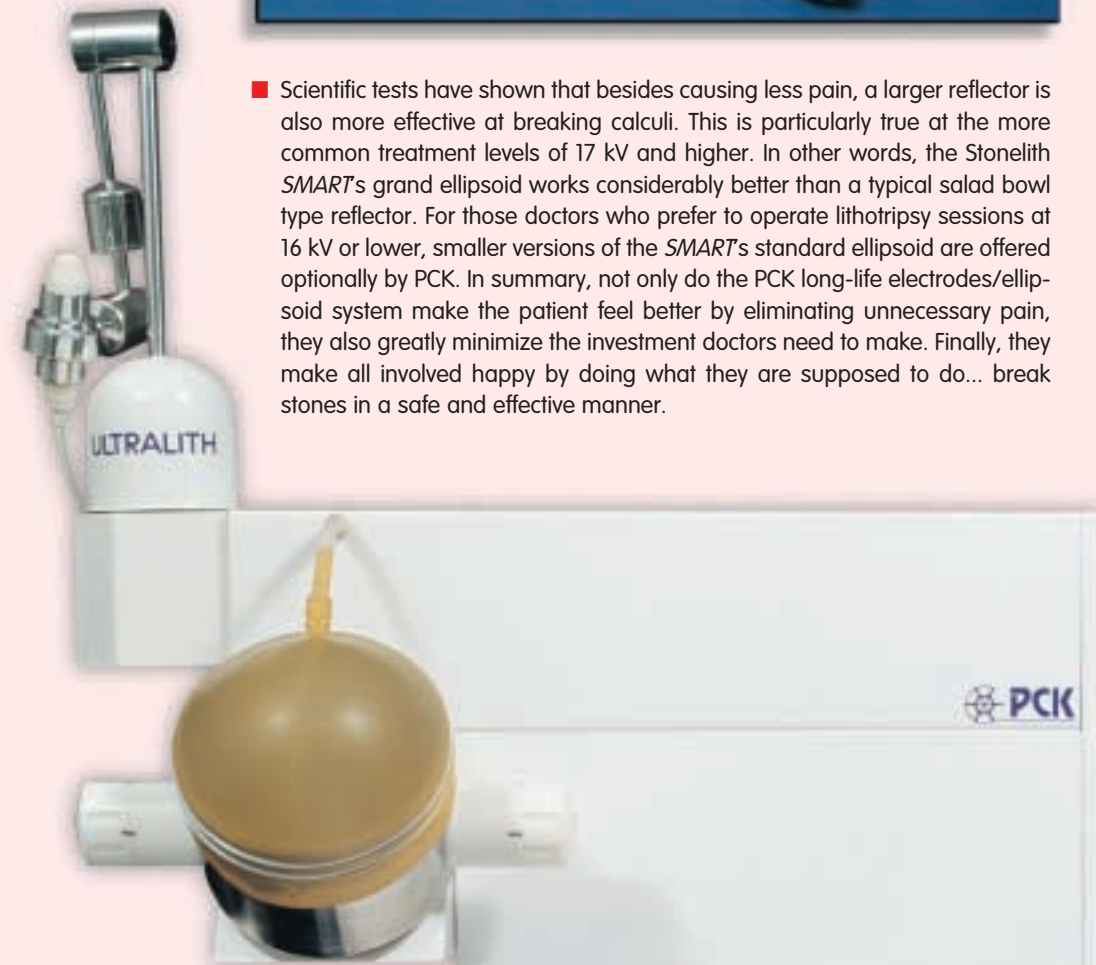 Scientific tests have shown that besides causing less pain, a larger reflector is
also more effective at breaking calculi. This is particularly true at the more
common treatment levels of 17 kV and higher. In other words, the Stonelith
SMART's grand ellipsoid works considerably better than a typical salad bowl
type reflector. For those doctors who prefer to operate lithotripsy sessions at
16 kV or lower, smaller versions of the SMART's standard ellipsoid are offered
optionally by PCK. In summary, not only do the PCK long-life electrodes/ellip-
soid system make the patient feel better by eliminating unnecessary pain,
they also greatly minimize the investment doctors need to make. Finally, they
make all involved happy by doing what they are supposed to do... break
stones in a safe and effective manner.
ULTRALITH
PCK